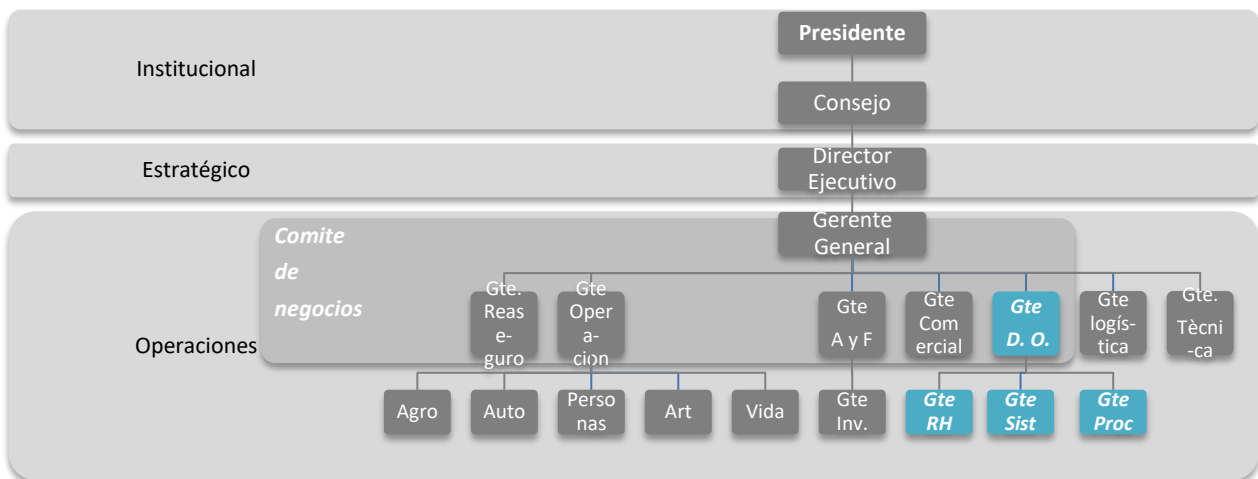 Presidente
Institucional
Consejo
Estratégico
Director
Ejecutivo
Gerente
General
Comite
de
negocios
Gte.
Reas
e-
guro
Gte
Oper
a-
cion
Gte
A y F
Gte
Com
ercial
Gte
D. O.
Gte
logís-
tica
Gte.
Tècni
-ca
Operaciones
Agro
Auto
Perso
nas
Art
Vida
Gte
Inv.
Gte
RH
Gte
Sist
Gte
Proc